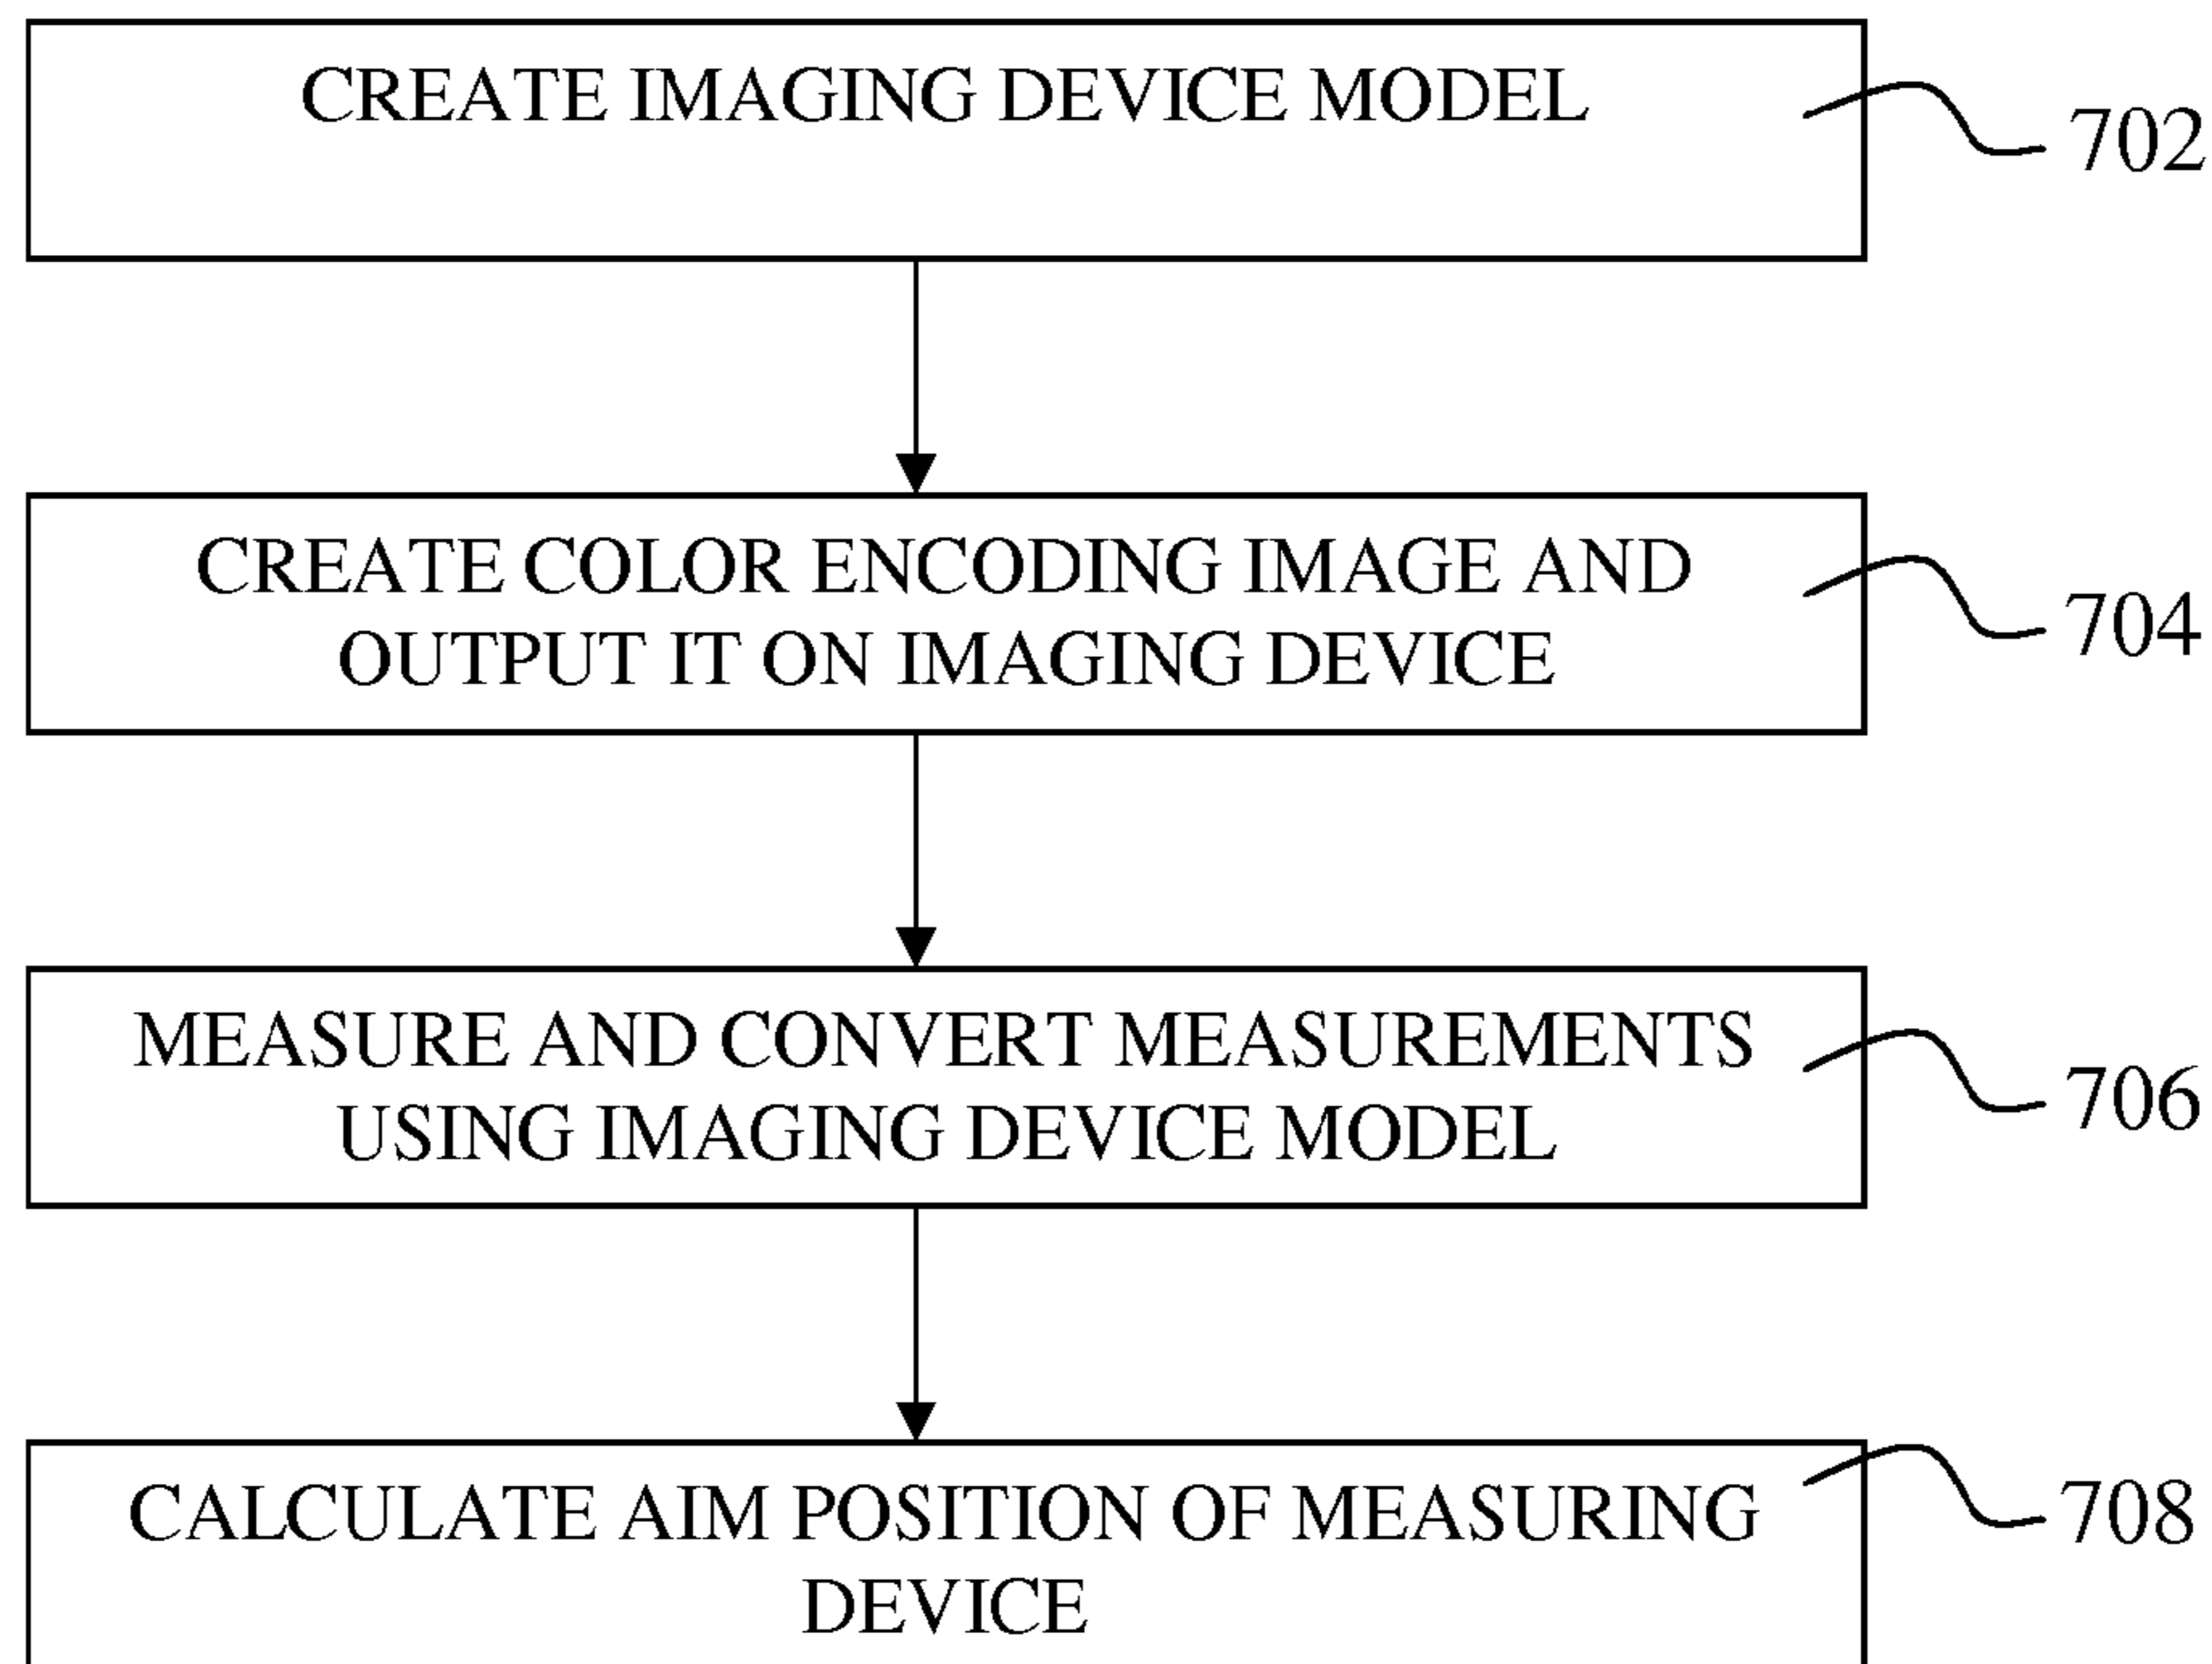 CREATE IMAGING DEVICE MODEL
702
CREATE COLOR ENCODING IMAGE AND
OUTPUT IT ON IMAGING DEVICE
704
MEASURE AND CONVERT MEASUREMENTS
USING IMAGING DEVICE MODEL
706
CALCULATE AIM POSITION OF MEASURING
DEVICE
708